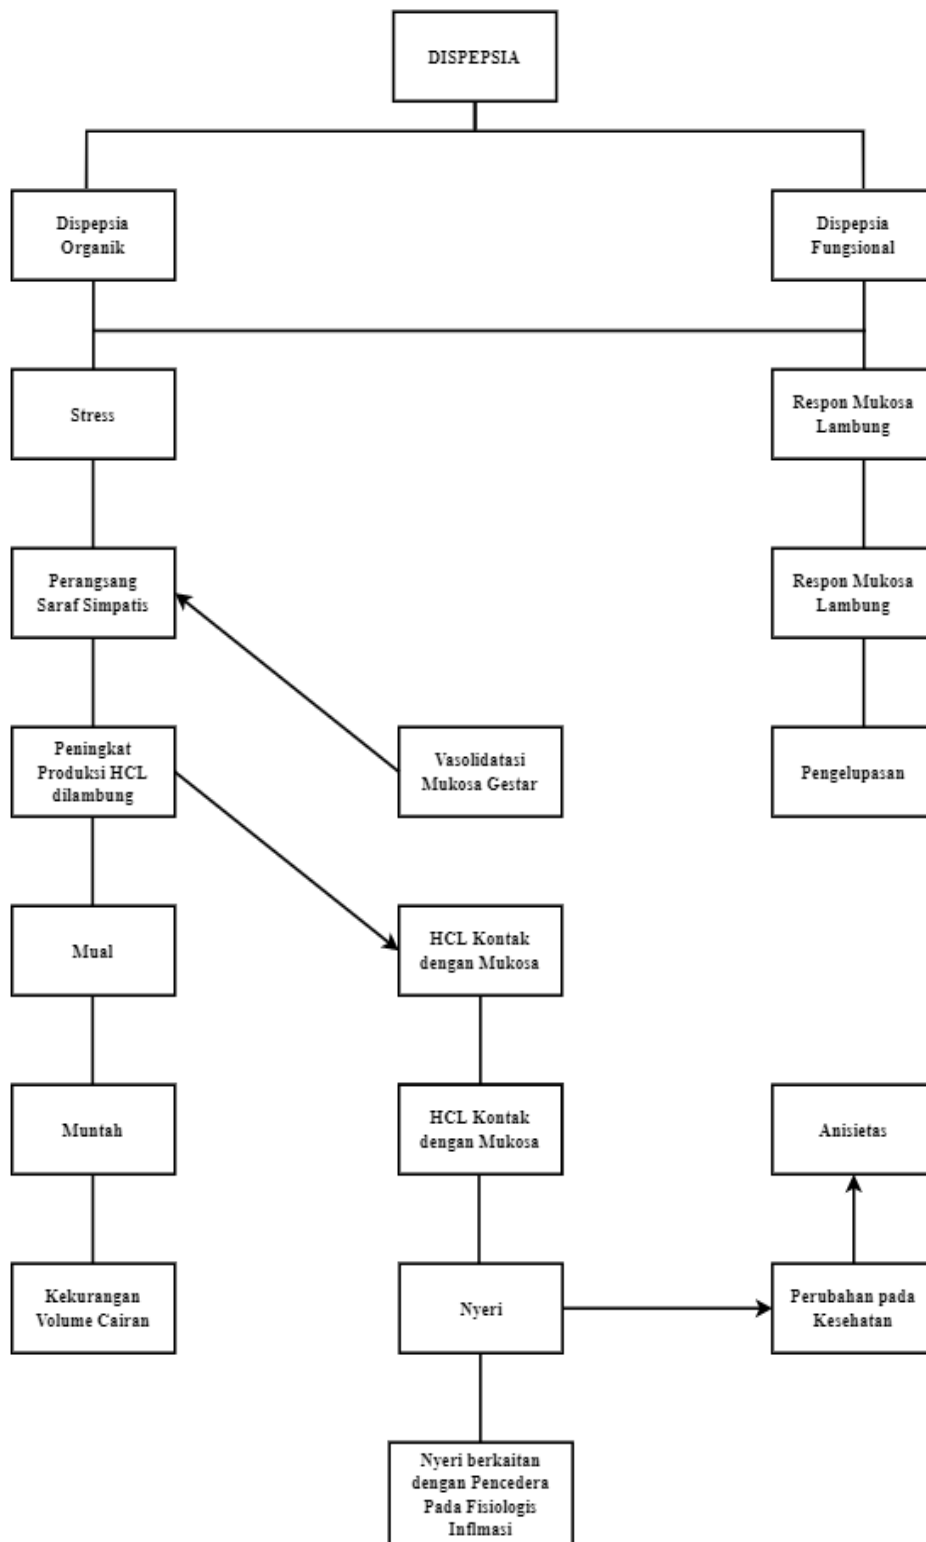 DISPEPSIA
Dispepsia
Organik
Dispepsia
Fungsional
Stress
Respon Mukosa
Lambung
Perangsang
Saraf Simpatis
Respon Mukosa
Lambung
Peningkat
Produksi HCL
dilambung
Vasolidatasi
Mukosa Gestar
Pengelupasan
Mual
HCL Kontak
dengan Mukosa
Muntah
HCL Kontak
dengan Mukosa
Anisietas
Kekurangan
Volume Cairan
Nyeri
Perubahan pada
Kesehatan
Nyeri berkaitan
dengan Pencedera
Pada Fisiologis
Inflmasi